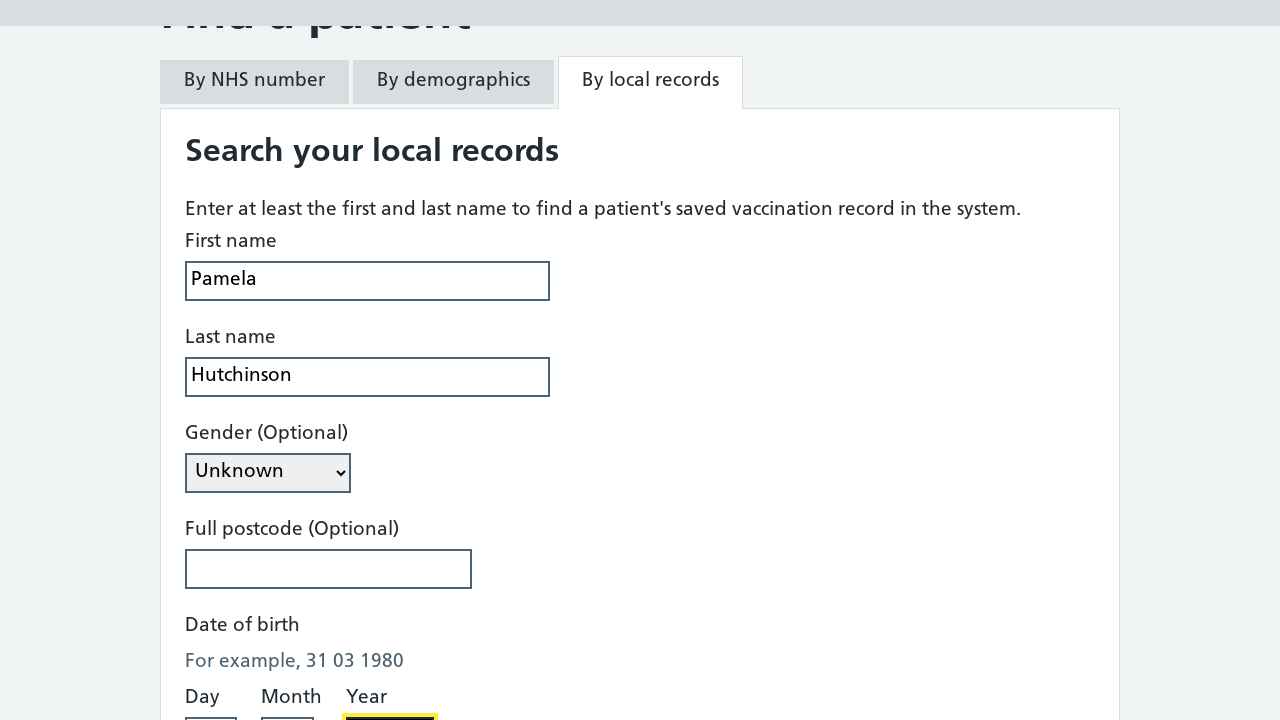 Find a patient
By NHS number
By demographics
By local records
Search your local records
Enter at least the first and last name to find a patient's saved vaccination record in the system.
First name
Pamela
Last name
Hutchinson
Gender (Optional)
Unknown
Full postcode (Optional)
Date of birth
For example, 31 03 1980
Day
Month
Year